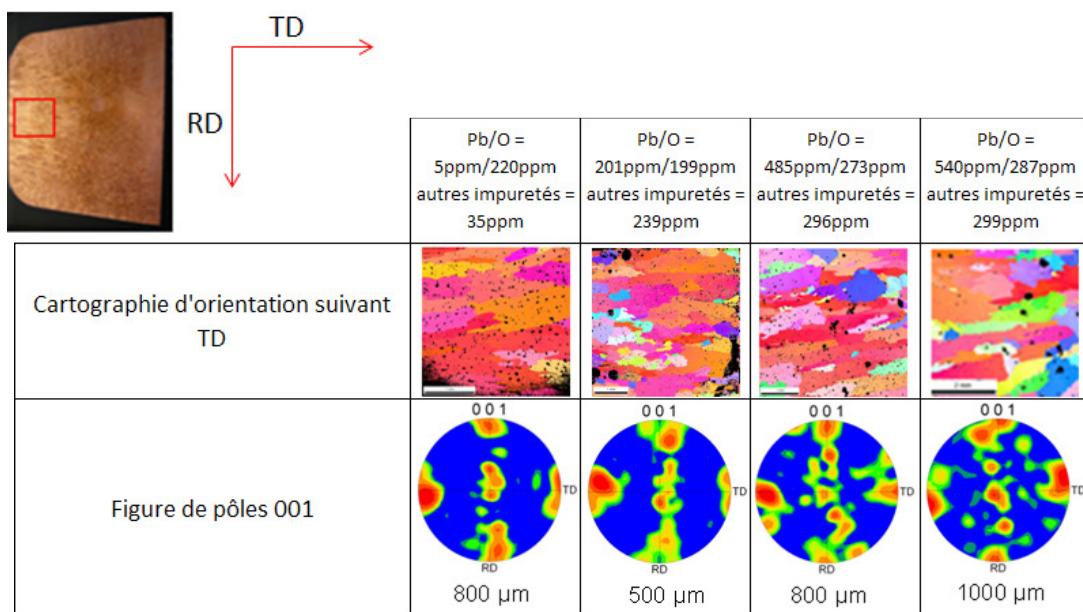 TD
RD
Pb/O =
5ppm/220ppm
autres impuretés =
35ppm
Pb/O =
201ppm/199ppm
autres impuretés =
239ppm
Pb/O =
485ppm/273ppm
autres impuretés =
296ppm
Pb/O =
540ppm/287ppm
autres impuretés =
299ppm
Cartographie d'orientation suivant
TD
2 mm
Figure de pôles 001
0 0 1
TD
RD
800 µm
0 0 1
TD
RD
500 µm
0 0 1
TD
RD
800 µm
0 0 1
TD
RD
1000 µm